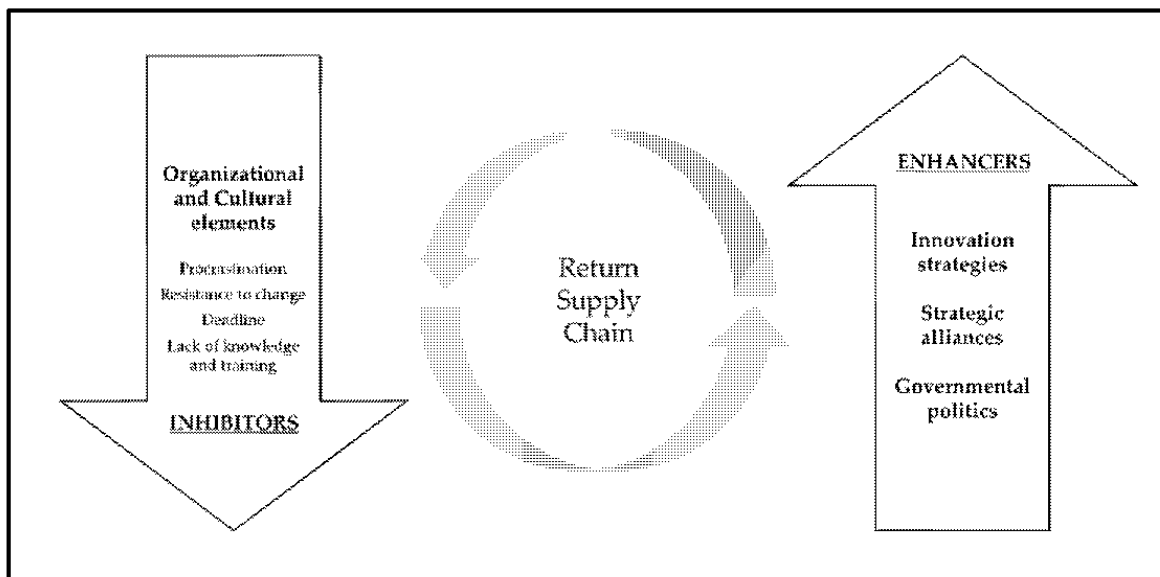 Organizational
and Cultural
elements
Procrastination
Resistance to change
Deadline
Lack of knowledge
and training
INHIBITORS
Return
Supply
Chain
ENHANCERS
Innovation
strategies
Strategic
alliances
Governmental
politics